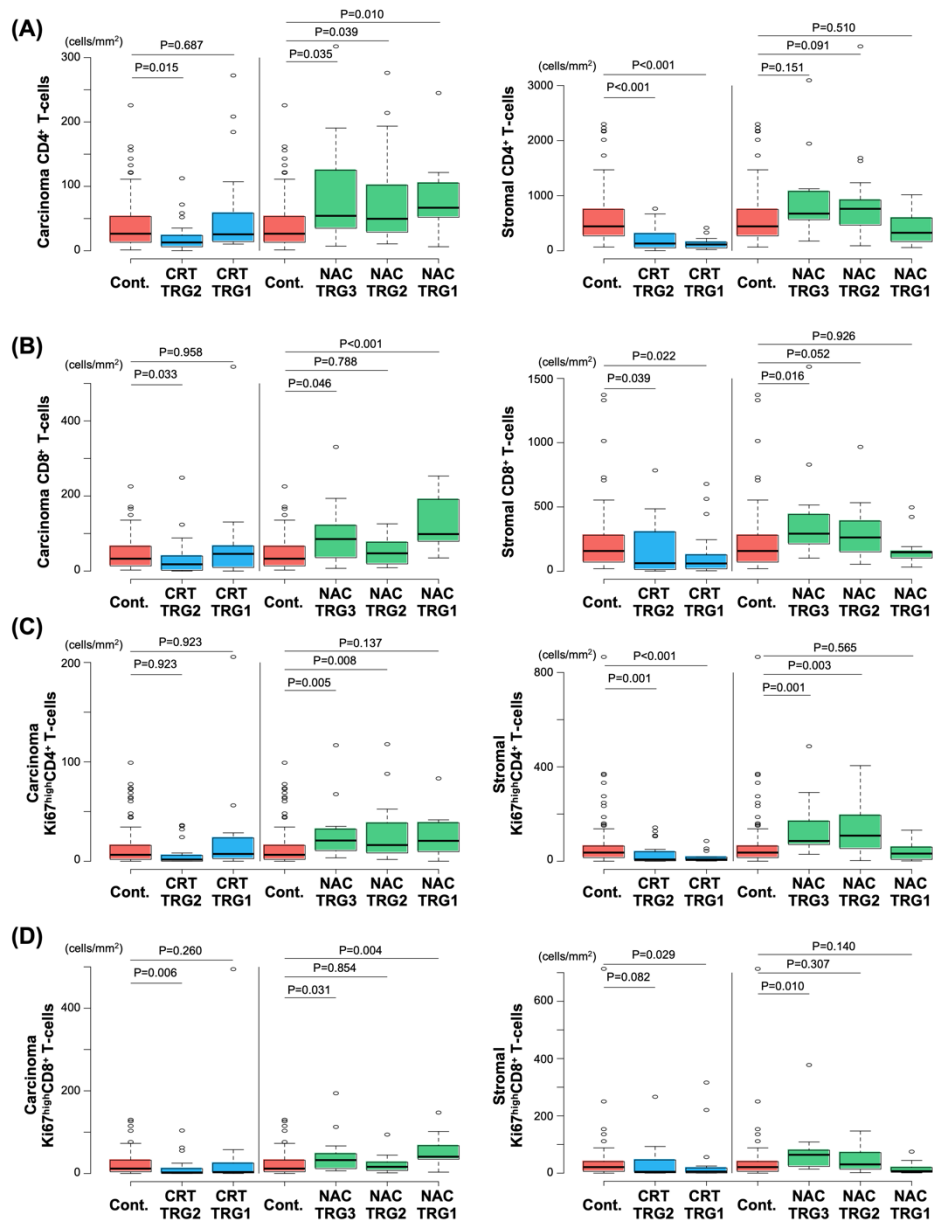 (A)
(cells/mm²)
P=0.687
P=0.015
P=0.010
P=0.039
P=0.035
300
200
100
0
Carcinoma CD4⁺ T-cells
Cont.
CRT TRG2
CRT TRG1
Cont.
NAC TRG3
NAC TRG2
NAC TRG1
(cells/mm²)
P<0.001
P<0.001
P=0.510
P=0.091
P=0.151
3000
2000
1000
0
Stromal CD4⁺ T-cells
Cont.
CRT TRG2
CRT TRG1
Cont.
NAC TRG3
NAC TRG2
NAC TRG1
(B)
(cells/mm²)
P=0.958
P=0.033
P<0.001
P=0.788
P=0.046
400
200
0
Carcinoma CD8⁺ T-cells
Cont.
CRT TRG2
CRT TRG1
Cont.
NAC TRG3
NAC TRG2
NAC TRG1
(cells/mm²)
P=0.022
P=0.039
P=0.926
P=0.052
P=0.016
1500
1000
500
0
Stromal CD8⁺ T-cells
Cont.
CRT TRG2
CRT TRG1
Cont.
NAC TRG3
NAC TRG2
NAC TRG1
(C)
(cells/mm²)
P=0.923
P=0.923
P=0.137
P=0.008
P=0.005
200
100
0
Carcinoma
Ki67ʰⁱᵍʰCD4⁺ T-cells
Cont.
CRT TRG2
CRT TRG1
Cont.
NAC TRG3
NAC TRG2
NAC TRG1
(cells/mm²)
P<0.001
P=0.001
P=0.565
P=0.003
P=0.001
800
400
0
Stromal
Ki67ʰⁱᵍʰCD4⁺ T-cells
Cont.
CRT TRG2
CRT TRG1
Cont.
NAC TRG3
NAC TRG2
NAC TRG1
(D)
(cells/mm²)
P=0.260
P=0.006
P=0.004
P=0.854
P=0.031
400
200
0
Carcinoma
Ki67ʰⁱᵍʰCD8⁺ T-cells
Cont.
CRT TRG2
CRT TRG1
Cont.
NAC TRG3
NAC TRG2
NAC TRG1
(cells/mm²)
P=0.029
P=0.082
P=0.140
P=0.307
P=0.010
600
400
200
0
Stromal
Ki67ʰⁱᵍʰCD8⁺ T-cells
Cont.
CRT TRG2
CRT TRG1
Cont.
NAC TRG3
NAC TRG2
NAC TRG1